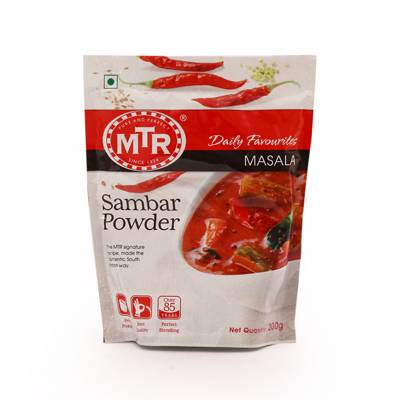 PURE AND PERFECT
MTR
®
SINCE 1924
Daily Favourites
MASALA
Sambar
Powder
The MTR signature
recipe, made the
authentic South
Indian way.
Over
85
YEARS
Perfect
Blending
Net Quantity 200g